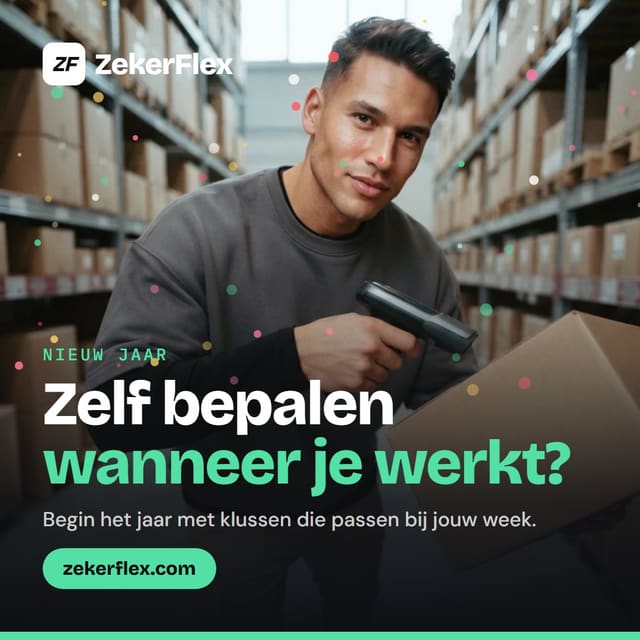 ZF ZekerFlex
NIEUW JAAR
Zelf bepalen
wanneer je werkt?
Begin het jaar met klussen die passen bij jouw week.
zekerflex.com